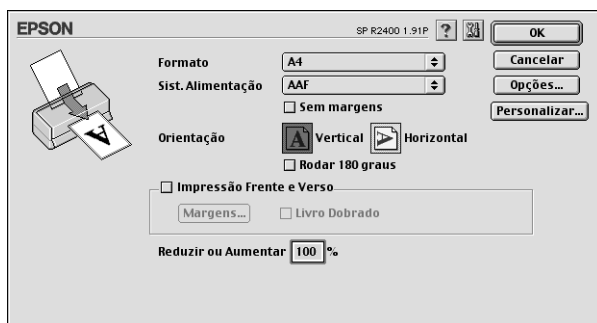 EPSON SP R2400 1.91P ? OK
Formato A4 Cancelar
Sist. Alimentação AAF Opções...
Sem margens Personalizar...
Orientação A Vertical A Horizontal
Rodar 180 graus
Impressão Frente e Verso
Margens... Livro Dobrado
Reduzir ou Aumentar 100 %
A